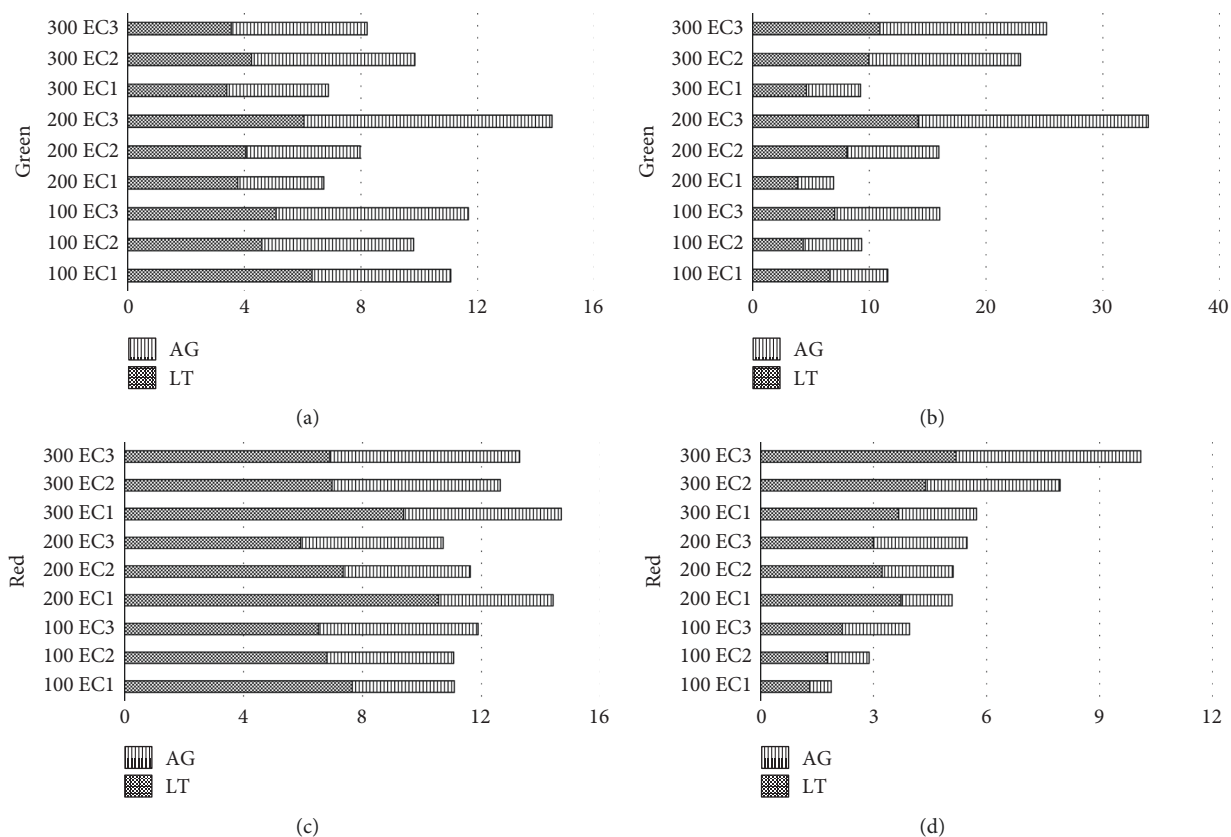 Green
300 EC3
300 EC2
300 EC1
200 EC3
200 EC2
200 EC1
100 EC3
100 EC2
100 EC1
0 4 8 12 16
AG
LT
(a)
Green
300 EC3
300 EC2
300 EC1
200 EC3
200 EC2
200 EC1
100 EC3
100 EC2
100 EC1
0 10 20 30 40
AG
LT
(b)
Red
300 EC3
300 EC2
300 EC1
200 EC3
200 EC2
200 EC1
100 EC3
100 EC2
100 EC1
0 4 8 12 16
AG
LT
(c)
Red
300 EC3
300 EC2
300 EC1
200 EC3
200 EC2
200 EC1
100 EC3
100 EC2
100 EC1
0 3 6 9 12
AG
LT
(d)